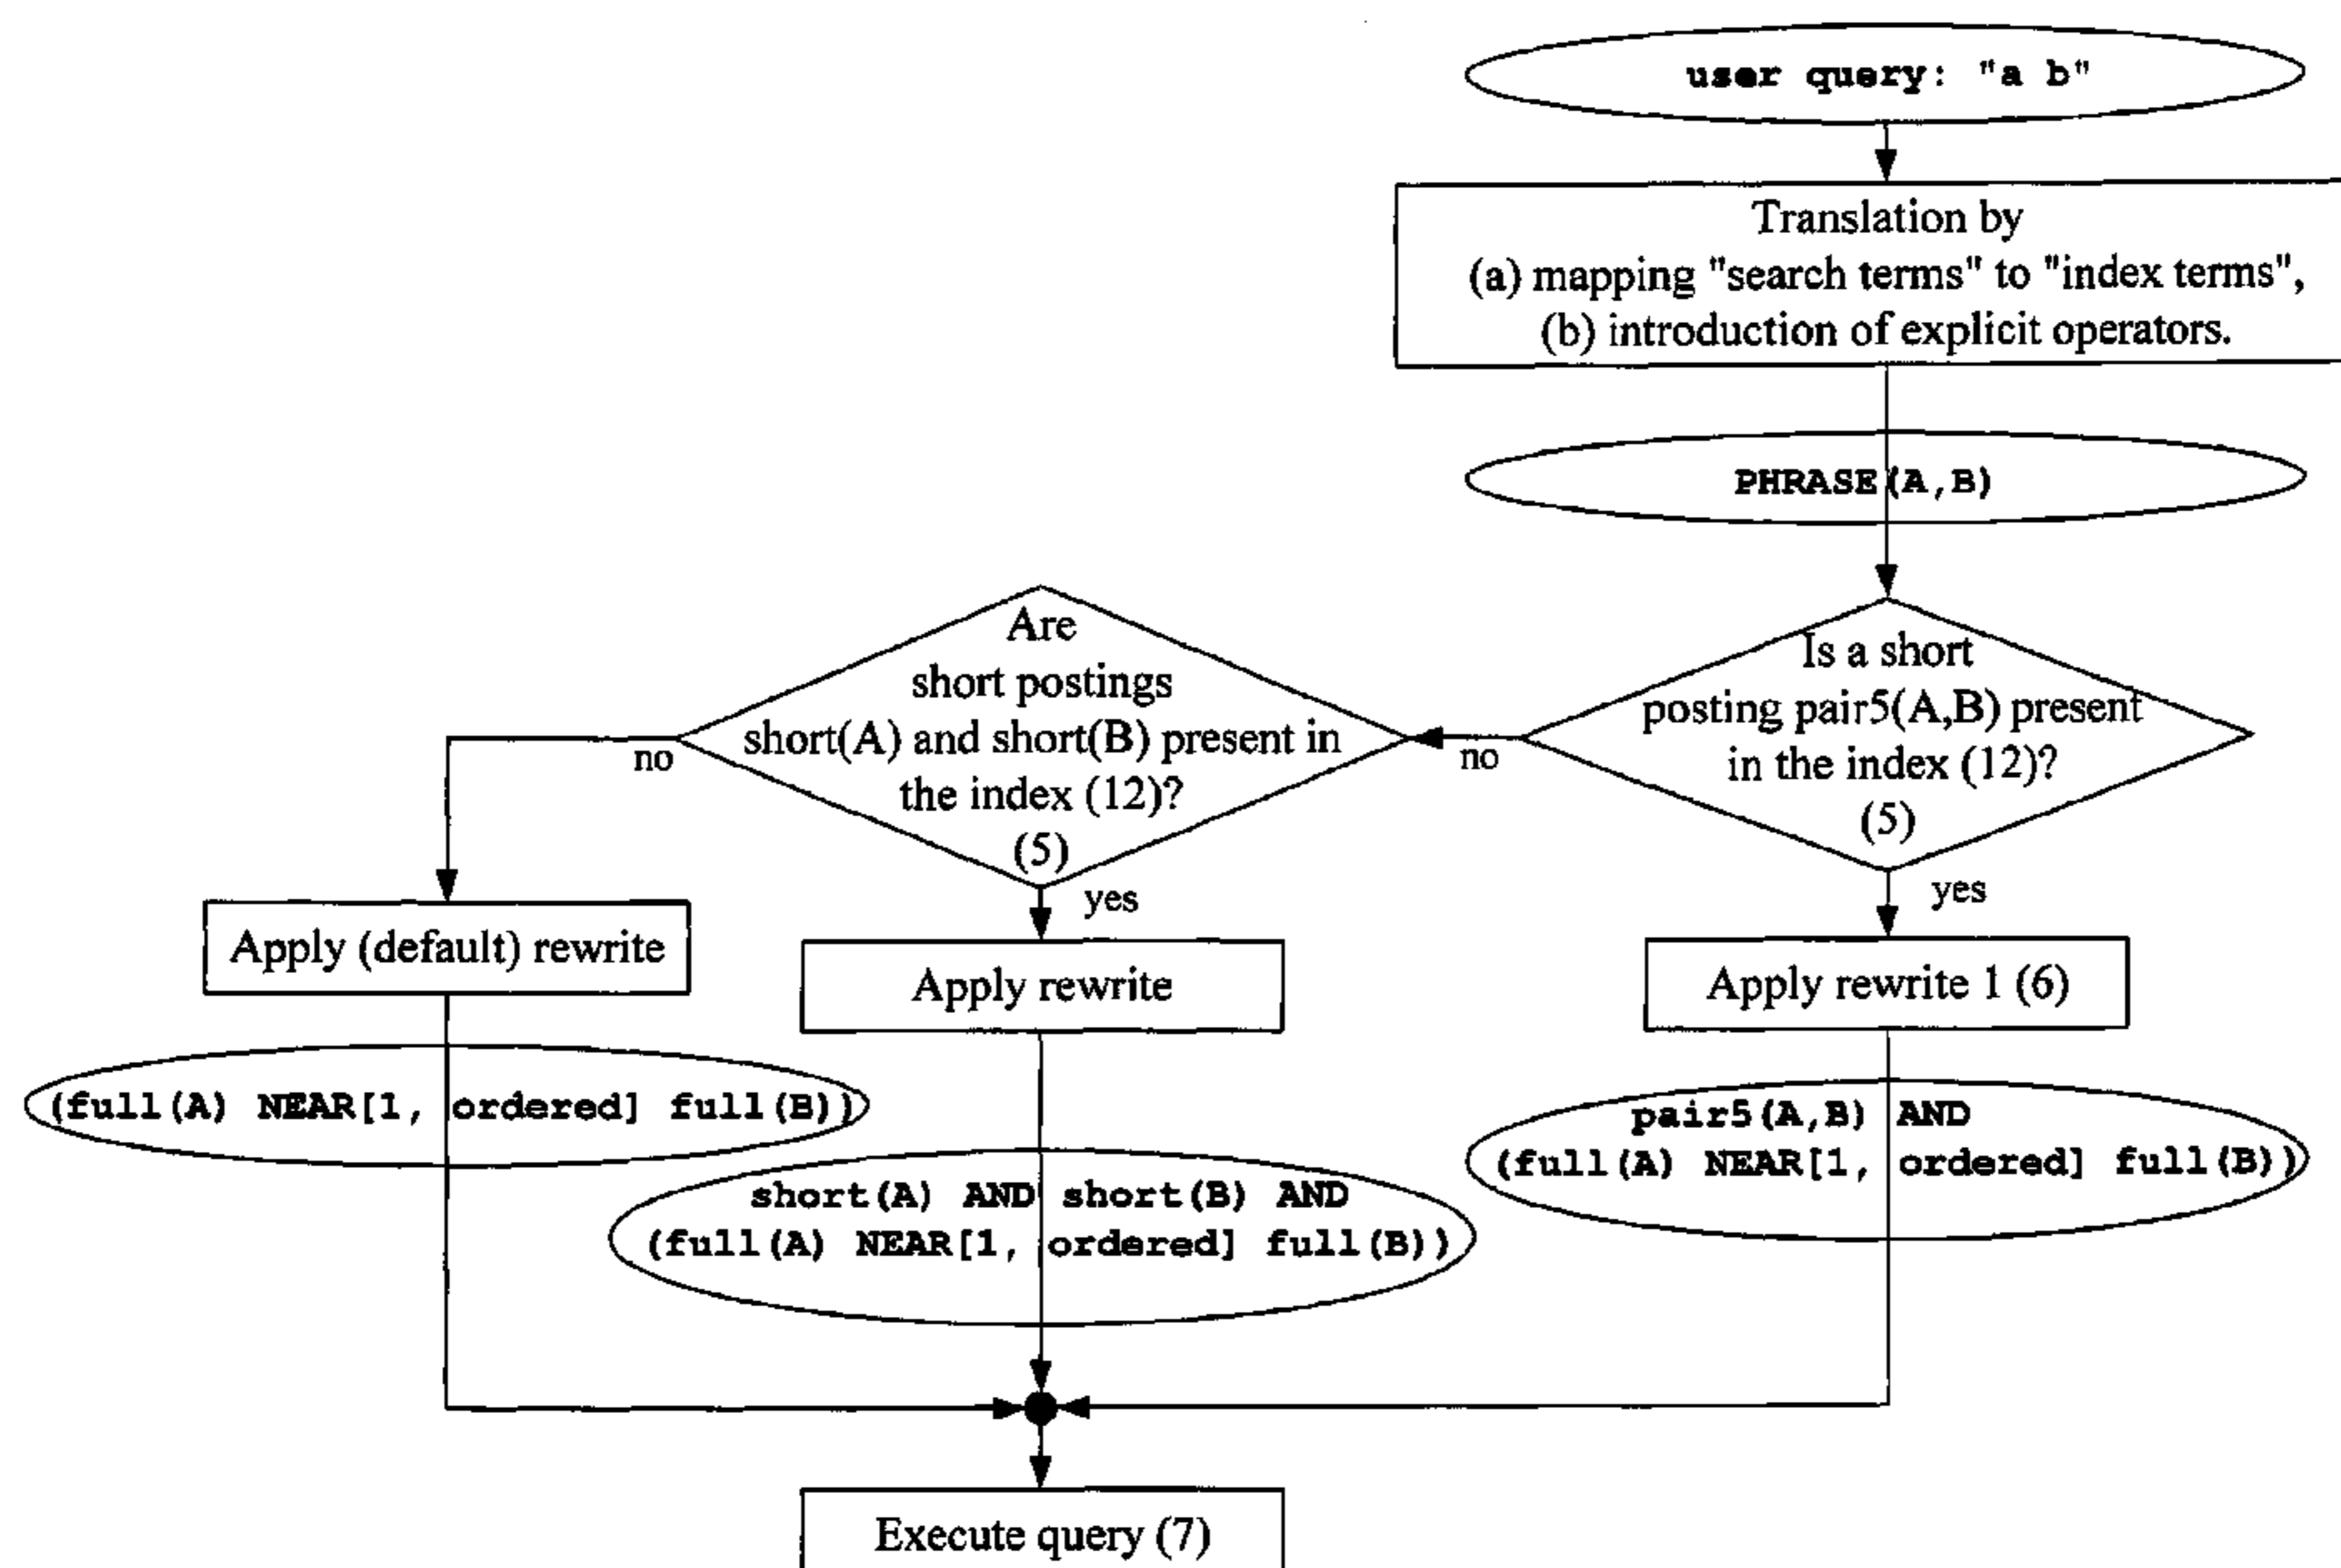 user query: "a b"
Translation by
(a) mapping "search terms" to "index terms",
(b) introduction of explicit operators.
PHRASE(A,B)
Is a short
posting pair5(A,B) present
in the index (12)?
(5)
no
yes
Are
short postings
short(A) and short(B) present in
the index (12)?
(5)
no
yes
Apply (default) rewrite
Apply rewrite
Apply rewrite 1 (6)
(full(A) NEAR[1, ordered] full(B))
short(A) AND short(B) AND
(full(A) NEAR[1, ordered] full(B))
pair5(A,B) AND
(full(A) NEAR[1, ordered] full(B))
Execute query (7)